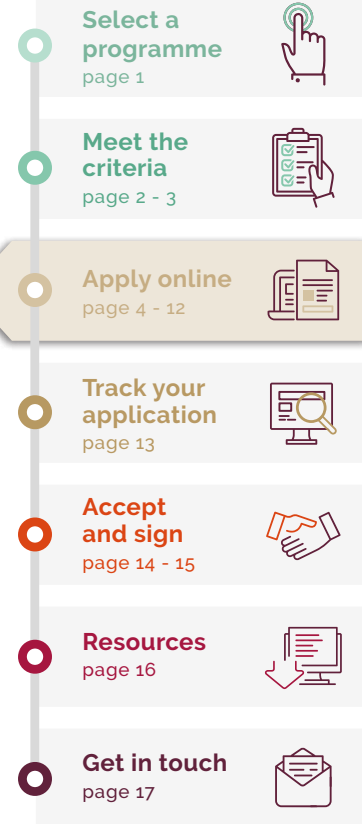 Select a
programme
page 1
Meet the
criteria
page 2 - 3
Apply online
page 4 - 12
Track your
application
page 13
Accept
and sign
page 14 - 15
Resources
page 16
Get in touch
page 17